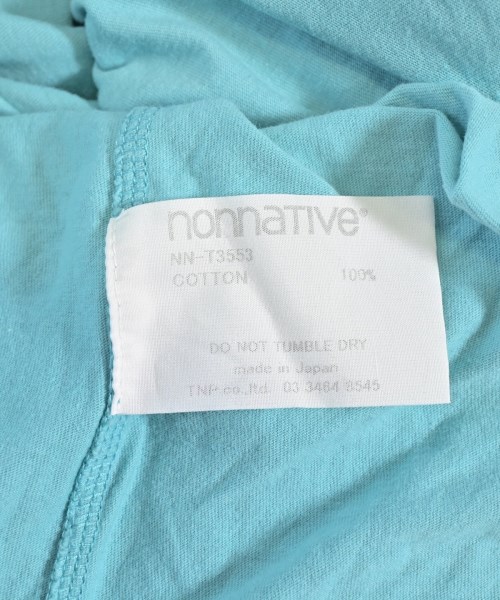 nonnative®
NN-T3553
COTTON 100%
DO NOT TUMBLE DRY
made in Japan
TNP co.,ltd. 03 3464 8545